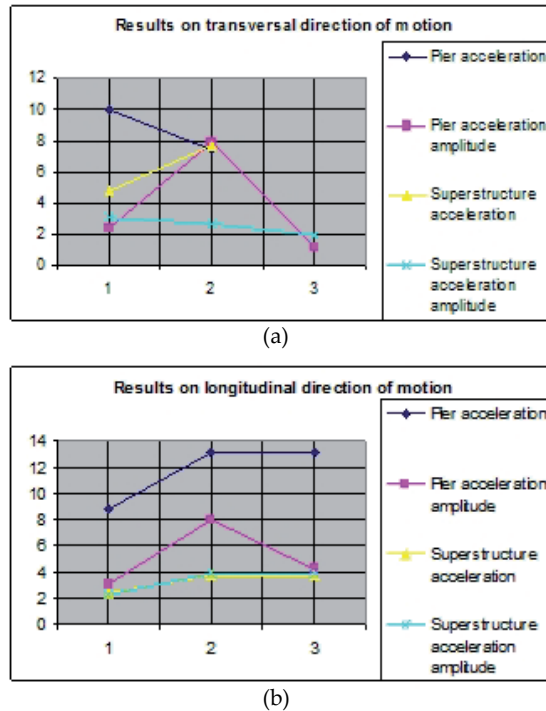 Results on transversal direction of motion
12
10
8
6
4
2
0
1 2 3
Pier acceleration
Pier acceleration
amplitude
Superstructure
acceleration
Superstructure
acceleration
amplitude
(a)
Results on longitudinal direction of motion
14
12
10
8
6
4
2
0
1 2 3
Pier acceleration
Pier acceleration
amplitude
Superstructure
acceleration
Superstructure
acceleration
amplitude
(b)